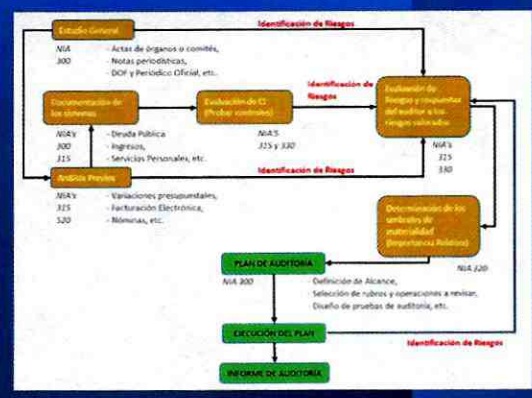 Identificación de Riesgos
Estudio General
NIA
300
- Actas de órganos o comités,
- Notas periodísticas,
- DOF y Periódico Oficial, etc.
Identificación de
Riesgos
Documentación de
los sistemas
Evaluación de CI
(Probar controles)
Evaluación de
Riesgo y respuestas
del auditor a los
riesgos valorados
NIA's
300
315
- Deuda Pública
- Ingresos,
- Servicios Personales, etc.
NIA'S
315 y 330
NIA's
315
330
Identificación de Riesgos
Análisis Previos
NIA's
315
520
- Variaciones presupuestales,
- Facturación Electrónica,
- Nóminas, etc.
Determinación de los
umbrales de
materialidad
(Importancia Relativa)
NIA 320
PLAN DE AUDITORÍA
NIA 300
- Definición de Alcance,
- Selección de rubros y operaciones a revisar,
- Diseño de pruebas de auditoría, etc.
EJECUCIÓN DEL PLAN
Identificación de Riesgos
INFORME DE AUDITORÍA